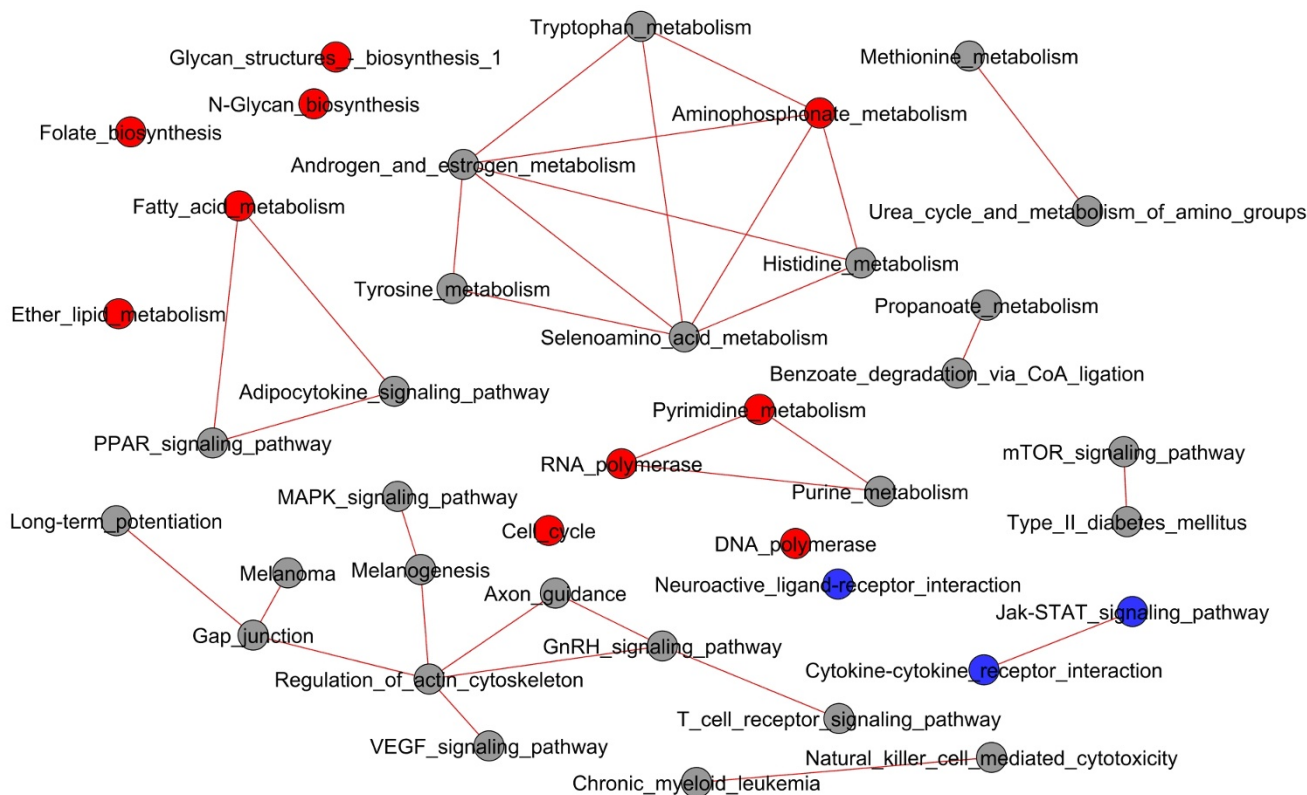 Tryptophan_metabolism
Glycan_structures_-_biosynthesis_1
Methionine_metabolism
N-Glycan_biosynthesis
Aminophosphonate_metabolism
Folate_biosynthesis
Androgen_and_estrogen_metabolism
Fatty_acid_metabolism
Urea_cycle_and_metabolism_of_amino_groups
Histidine_metabolism
Tyrosine_metabolism
Propanoate_metabolism
Ether_lipid_metabolism
Selenoamino_acid_metabolism
Benzoate_degradation_via_CoA_ligation
Adipocytokine_signaling_pathway
Pyrimidine_metabolism
PPAR_signaling_pathway
mTOR_signaling_pathway
RNA_polymerase
Purine_metabolism
MAPK_signaling_pathway
Long-term_potentiation
Type_II_diabetes_mellitus
Cell_cycle
DNA_polymerase
Melanoma
Melanogenesis
Neuroactive_ligand-receptor_interaction
Axon_guidance
Jak-STAT_signaling_pathway
Gap_junction
GnRH_signaling_pathway
Cytokine-cytokine_receptor_interaction
Regulation_of_actin_cytoskeleton
T_cell_receptor_signaling_pathway
VEGF_signaling_pathway
Natural_killer_cell_mediated_cytotoxicity
Chronic_myeloid_leukemia